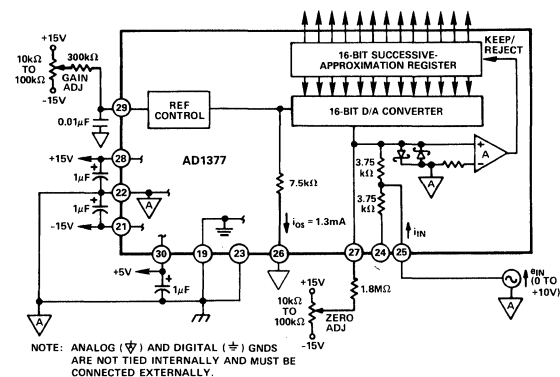 KEEP/
REJECT
16-BIT SUCCESSIVE-
APPROXIMATION REGISTER
16-BIT D/A CONVERTER
+15V
10kΩ
TO
100kΩ
-15V
300kΩ
GAIN
ADJ
29
REF
CONTROL
0.01μF
AD1377
+15V
28
1μF
22
A
1μF
-15V
21
7.5kΩ
iOS = 1.3mA
3.75
kΩ
3.75
kΩ
A
+
−
A
iIN
30
19
23
26
27
24
25
+5V
1μF
A
+15V
10kΩ
TO
100kΩ
-15V
ZERO
ADJ
1.8MΩ
eIN
(0 TO
+10V)
A
NOTE: ANALOG (A) AND DIGITAL ( ) GNDS
ARE NOT TIED INTERNALLY AND MUST BE
CONNECTED EXTERNALLY.